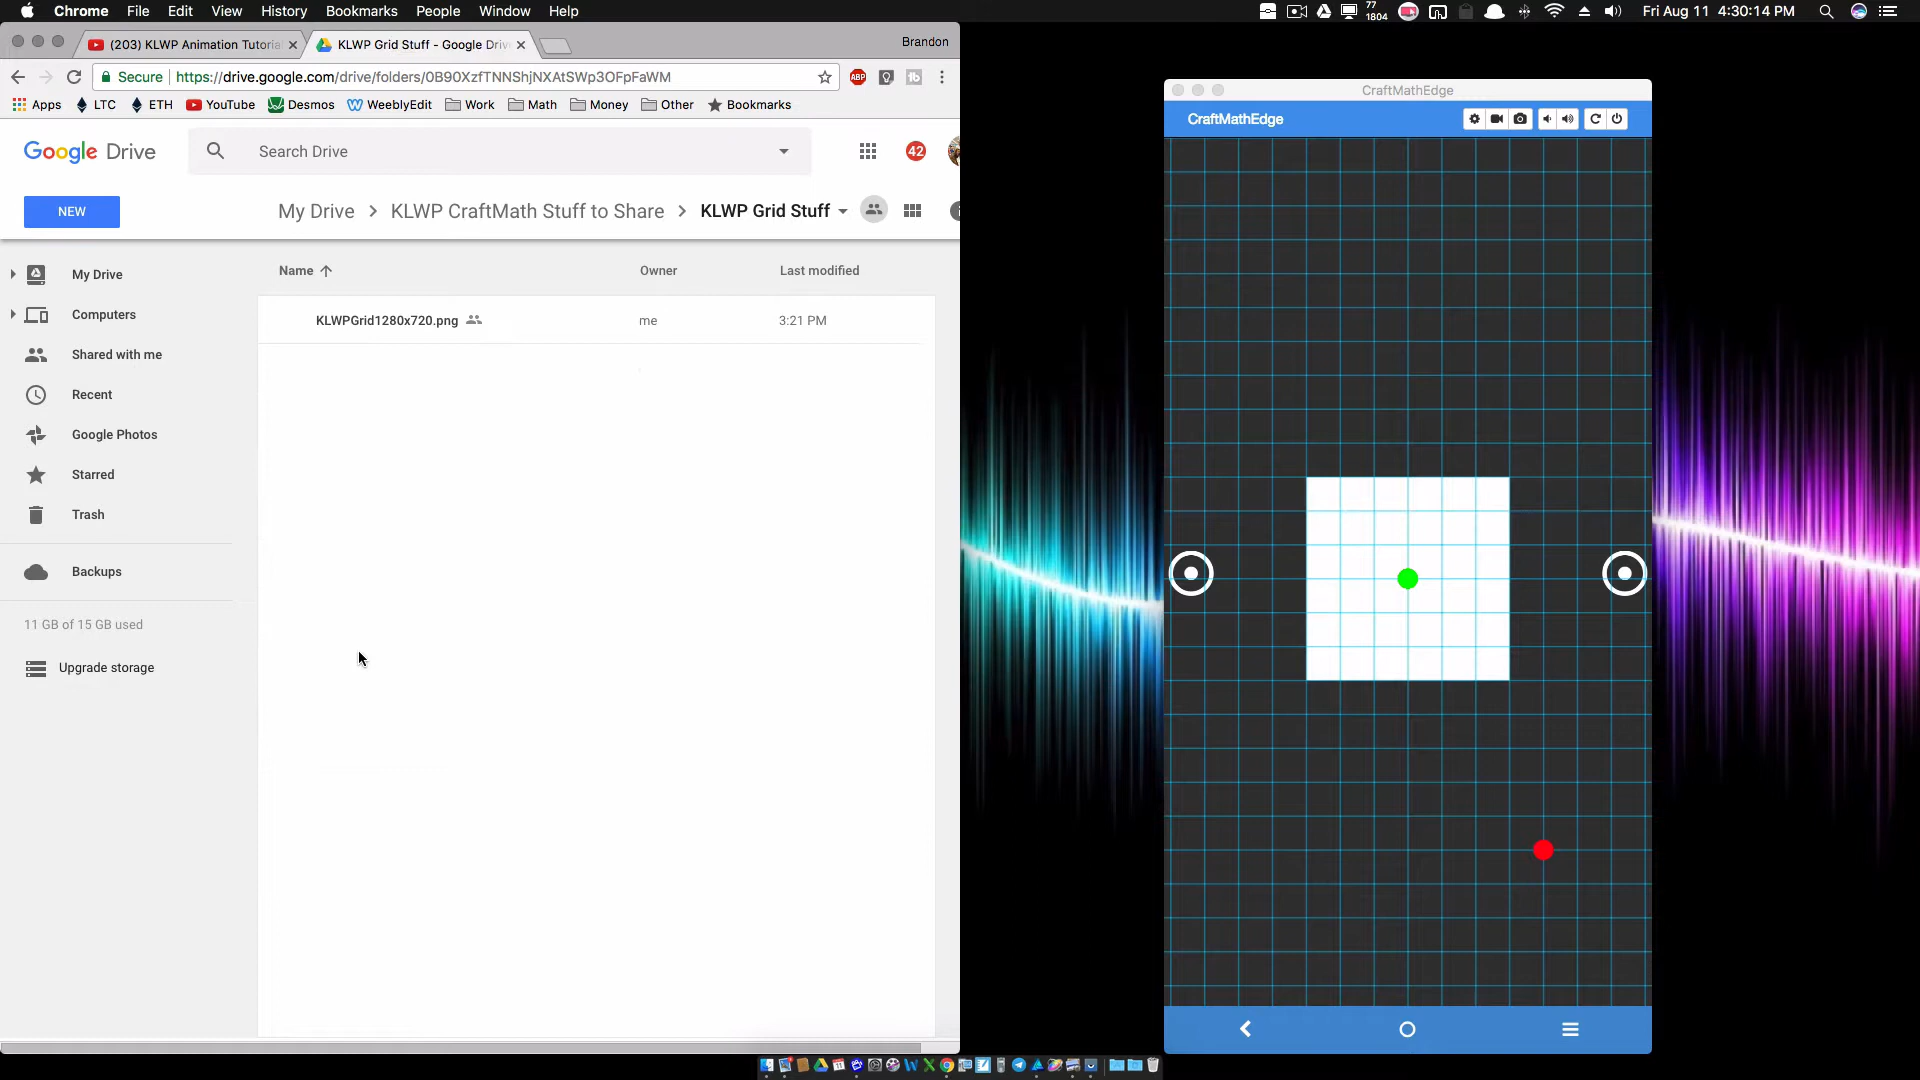 Chrome File Edit View History Bookmarks People Window Help
77
1804
Fri Aug 11 4:30:14 PM
(203) KLWP Animation Tutoria
KLWP Grid Stuff - Google Driv
Brandon
Secure https://drive.google.com/drive/folders/0B90XzfTNNShjNXAtSWp3OFpFaWM
ABP
Apps LTC ETH YouTube Desmos WeeblyEdit Work Math Money Other Bookmarks
Google Drive
Search Drive
42
NEW
My Drive KLWP CraftMath Stuff to Share KLWP Grid Stuff
Name Owner Last modified
KLWPGrid1280x720.png me 3:21 PM
My Drive
Computers
Shared with me
Recent
Google Photos
Starred
Trash
Backups
11 GB of 15 GB used
Upgrade storage
CraftMathEdge
CraftMathEdge